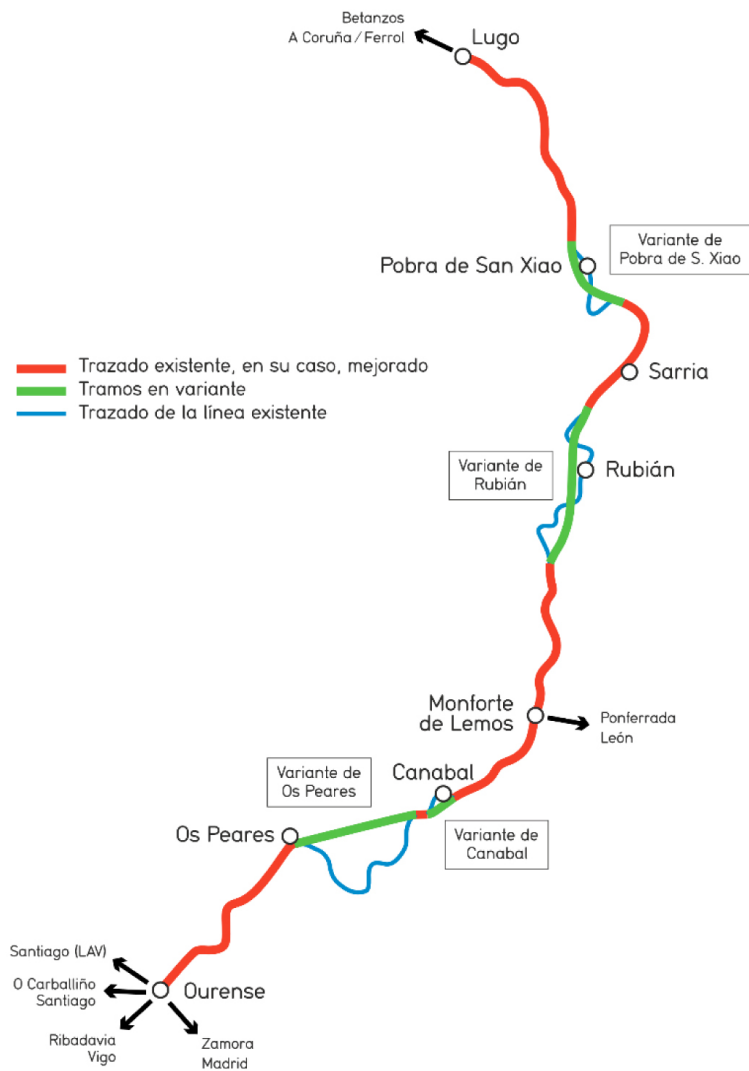 Betanzos
A Coruña / Ferrol
Lugo
Variante de
Pobra de S. Xiao
Pobra de San Xiao
Trazado existente, en su caso, mejorado
Tramos en variante
Trazado de la línea existente
Sarria
Variante de
Rubián
Rubián
Monforte
de Lemos
Ponferrada
León
Variante de
Os Peares
Canabal
Os Peares
Variante de
Canabal
Santiago (LAV)
O Carballiño
Santiago
Ourense
Ribadavia
Vigo
Zamora
Madrid